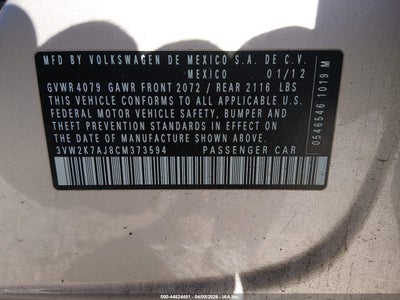 MFD BY VOLKSWAGEN DE MEXICO S.A. DE C.V.
MEXICO 01/12
GVWR 4079 GAWR FRONT 2072 / REAR 2116 LBS
THIS VEHICLE CONFORMS TO ALL APPLICABLE U.S.
FEDERAL MOTOR VEHICLE SAFETY, BUMPER, AND
THEFT PREVENTION STANDARDS IN EFFECT ON
THE DATE OF MANUFACTURE SHOWN ABOVE.
3VW2K7AJ8CM373594 PASSENGER CAR
0546546 1019 M
000-44824481 - 04/09/2026 - IAA Inc.